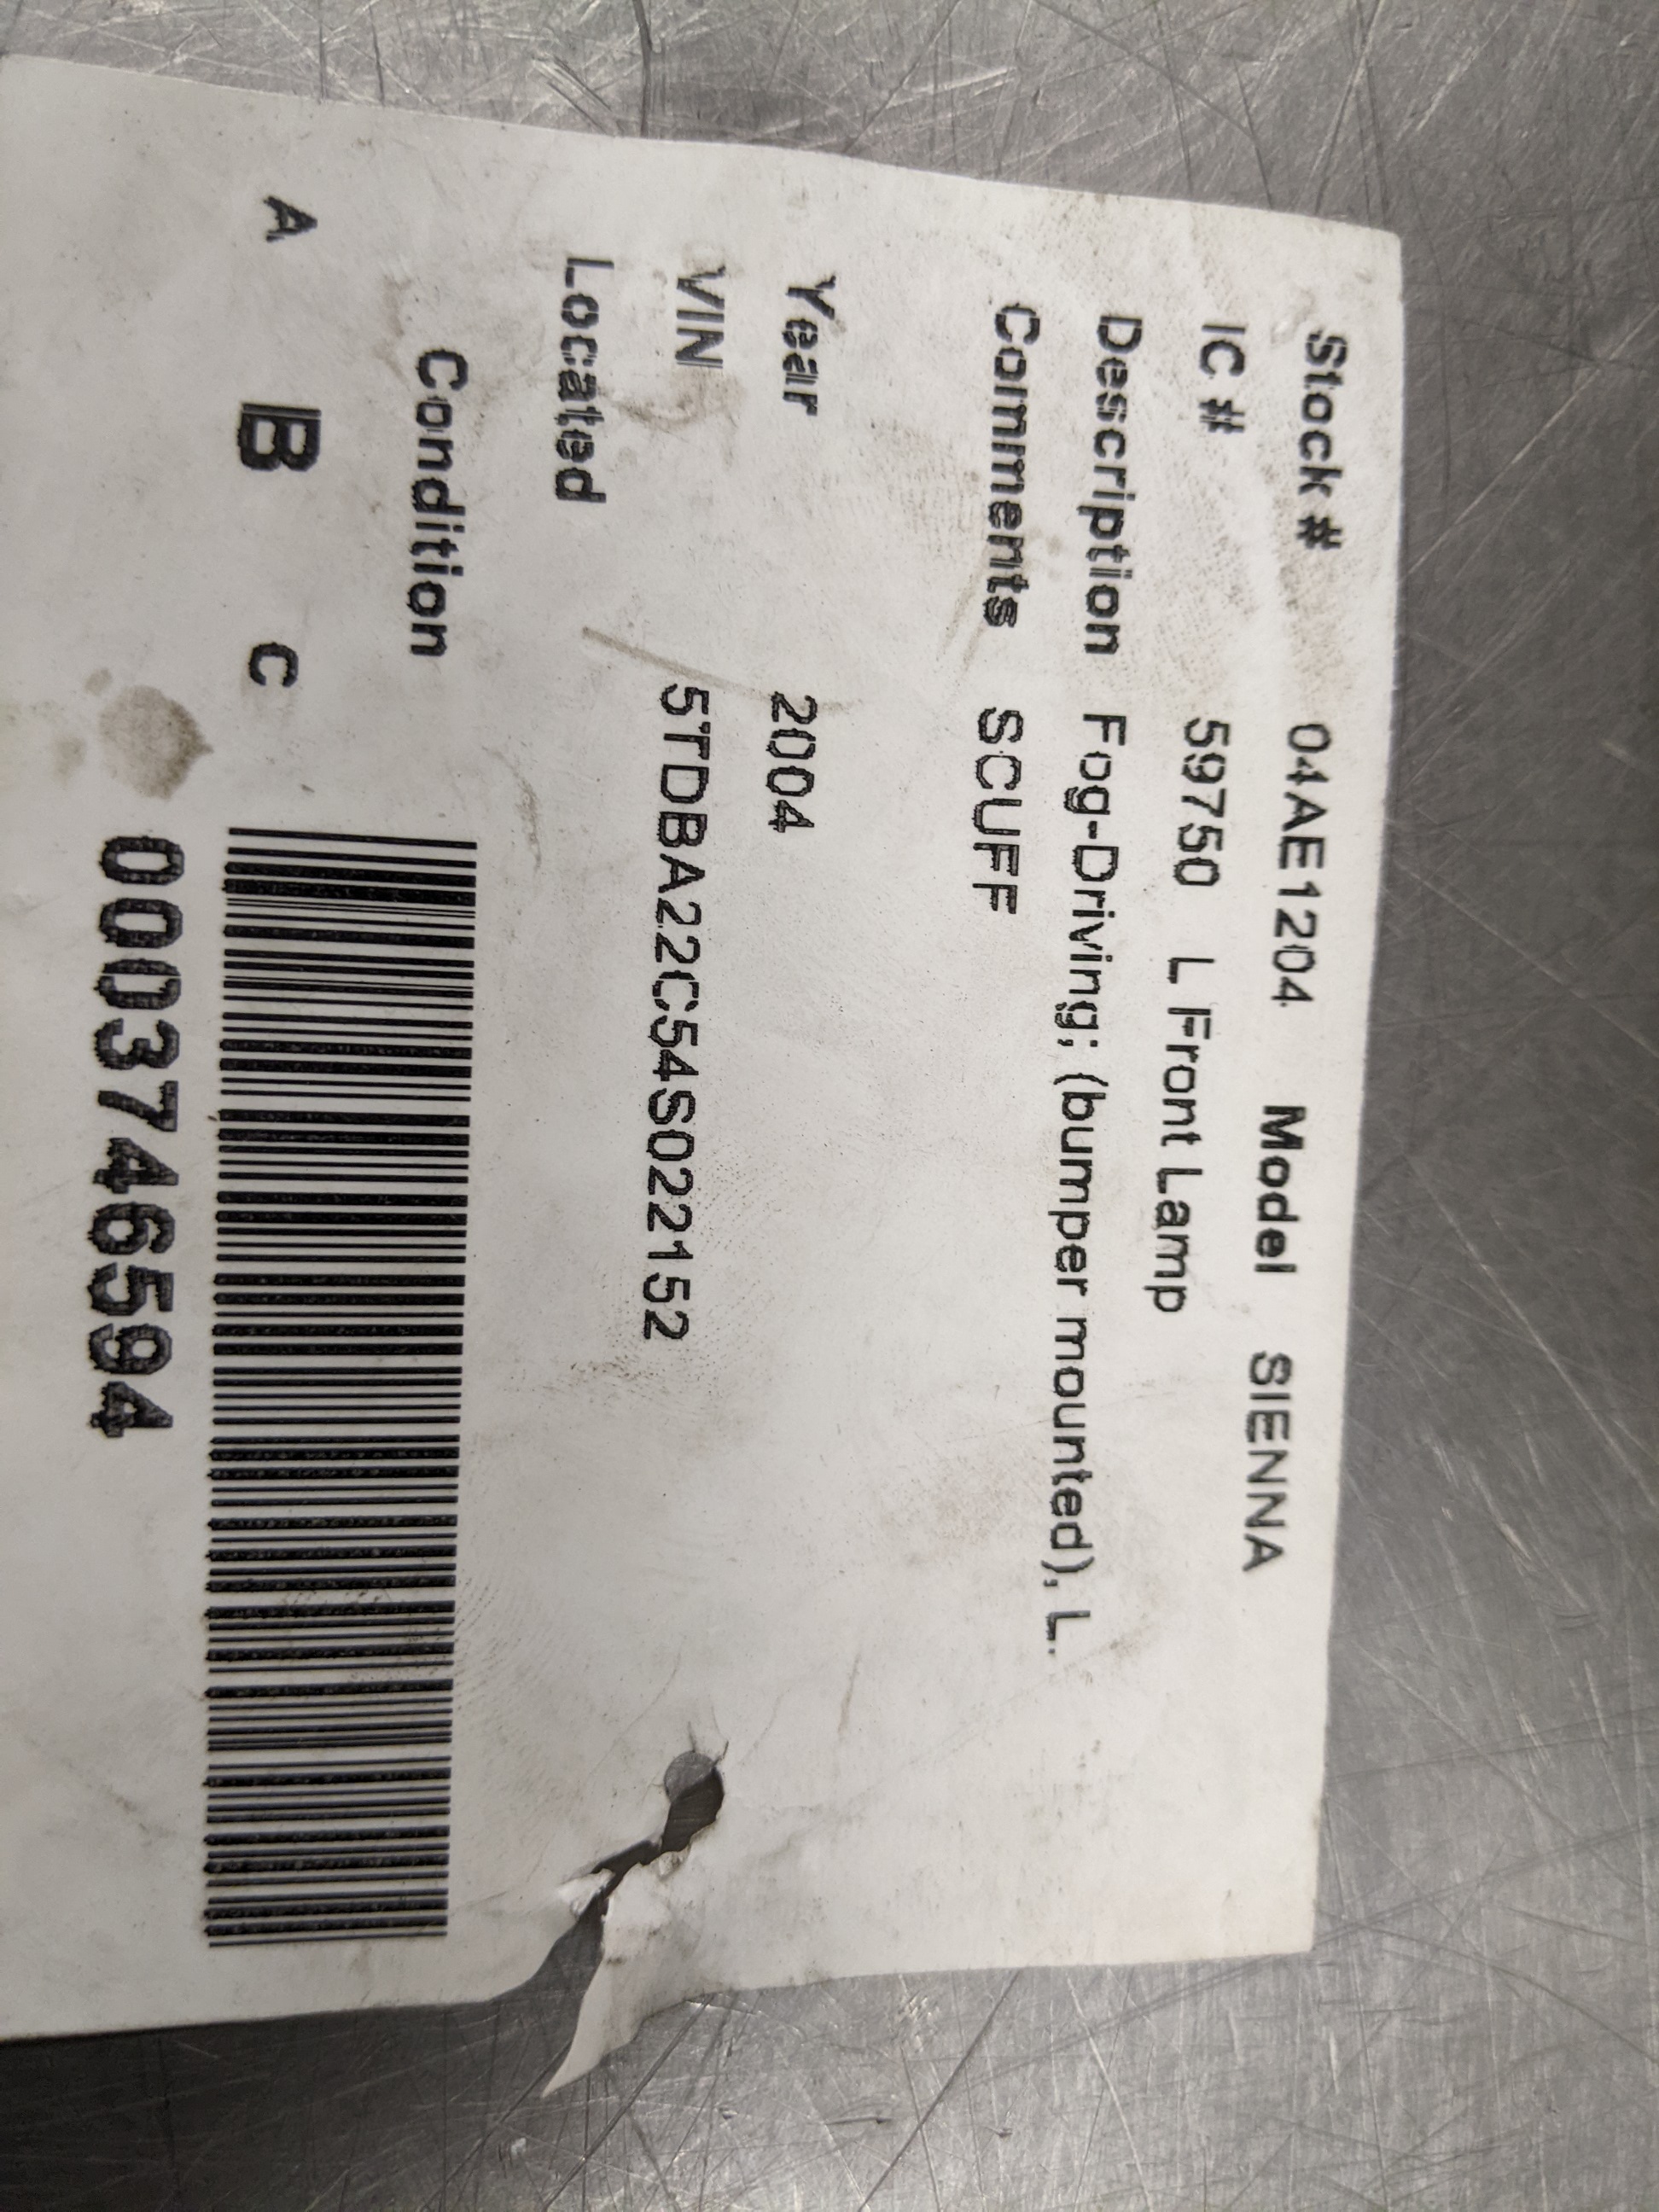 Stock # 04AE1204 Model SIENNA
IC # 59750 L Front Lamp
Description Fog-Driving; (bumper mounted), L.
Comments SCUFF
Year 2004
VIN 5TDBA22C54S022152
Located
Condition
A B C
0003746594